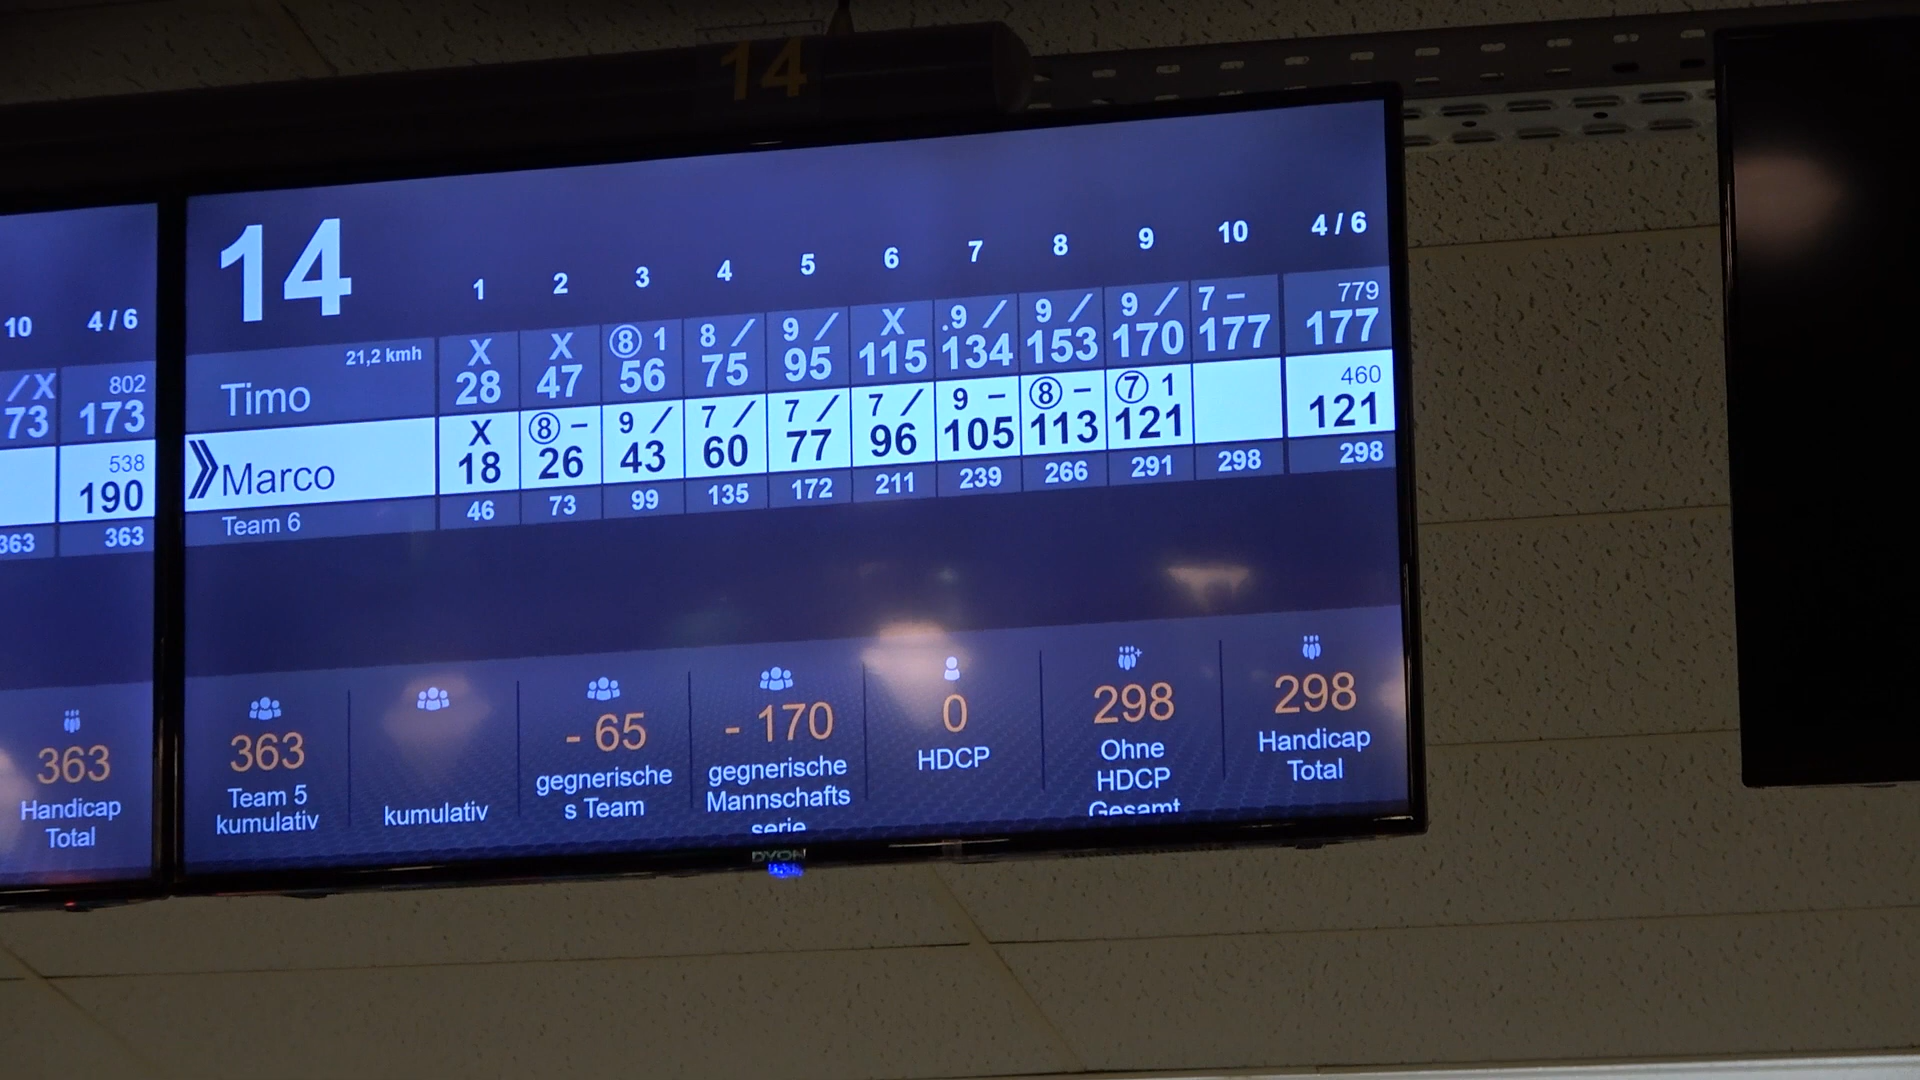 14
14
1 2 3 4 5 6 7 8 9 10 4/6
21,2 kmh
Timo
X X ⑧ 1 8 / 9 / X .9 / 9 / 9 / 7 – 779
28 47 56 75 95 115 134 153 170 177 177
Marco
X ⑧ – 9 / 7 / 7 / 7 / 9 – ⑧ – ⑦ 1 460
18 26 43 60 77 96 105 113 121 121
Team 6
46 73 99 135 172 211 239 266 291 298 298
363
Team 5
kumulativ
kumulativ
- 65
gegnerische
s Team
- 170
gegnerische
Mannschafts
serie
0
HDCP
298
Ohne
HDCP
Gesamt
298
Handicap
Total
DYON
10 4/6
/ X 802
73 173
538
190
363 363
363
Handicap
Total